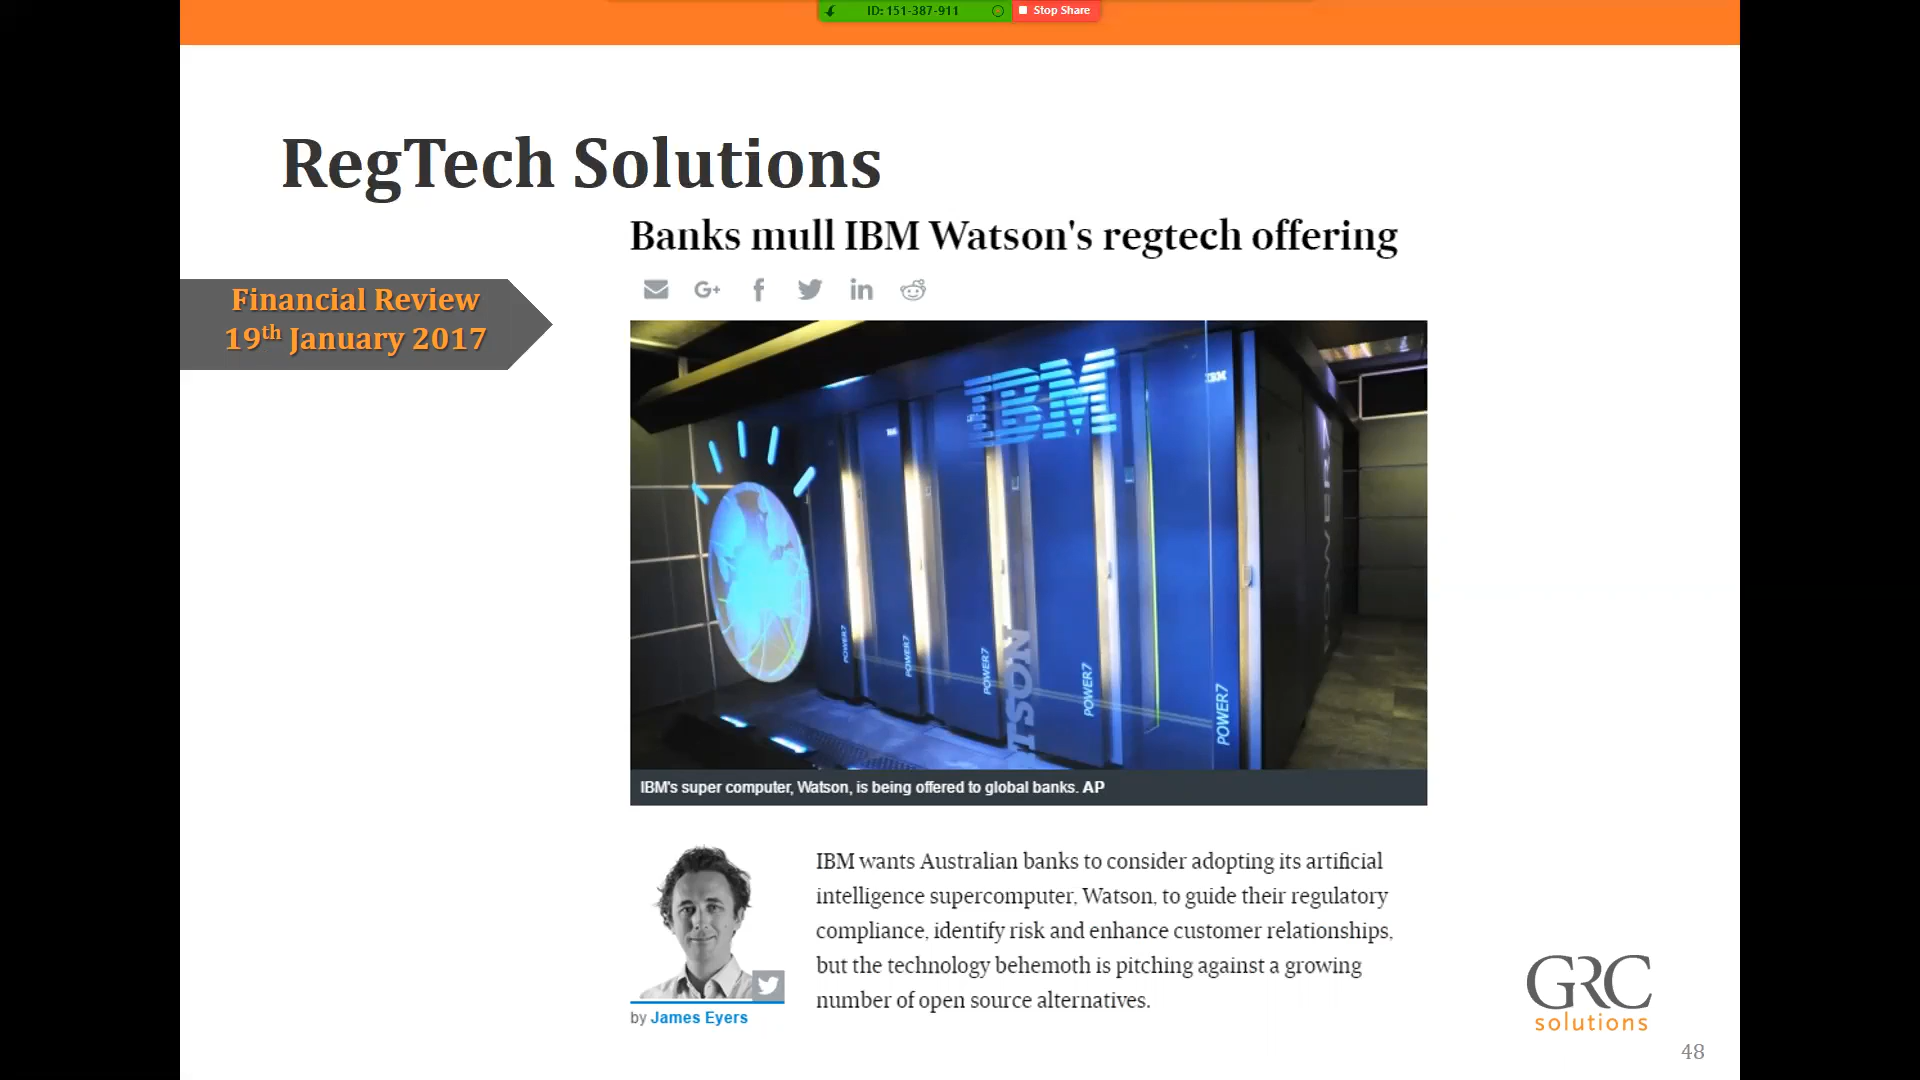 ID: 151-387-911
Stop Share
RegTech Solutions
Banks mull IBM Watson's regtech offering
Financial Review
19th January 2017
G+ f in
IBM
IBM
POWER7
POWER7
POWER7
POWER7
POWER7
TSON
IBM's super computer, Watson, is being offered to global banks. AP
IBM wants Australian banks to consider adopting its artificial
intelligence supercomputer, Watson, to guide their regulatory
compliance, identify risk and enhance customer relationships,
but the technology behemoth is pitching against a growing
number of open source alternatives.
by James Eyers
GRC
solutions
48